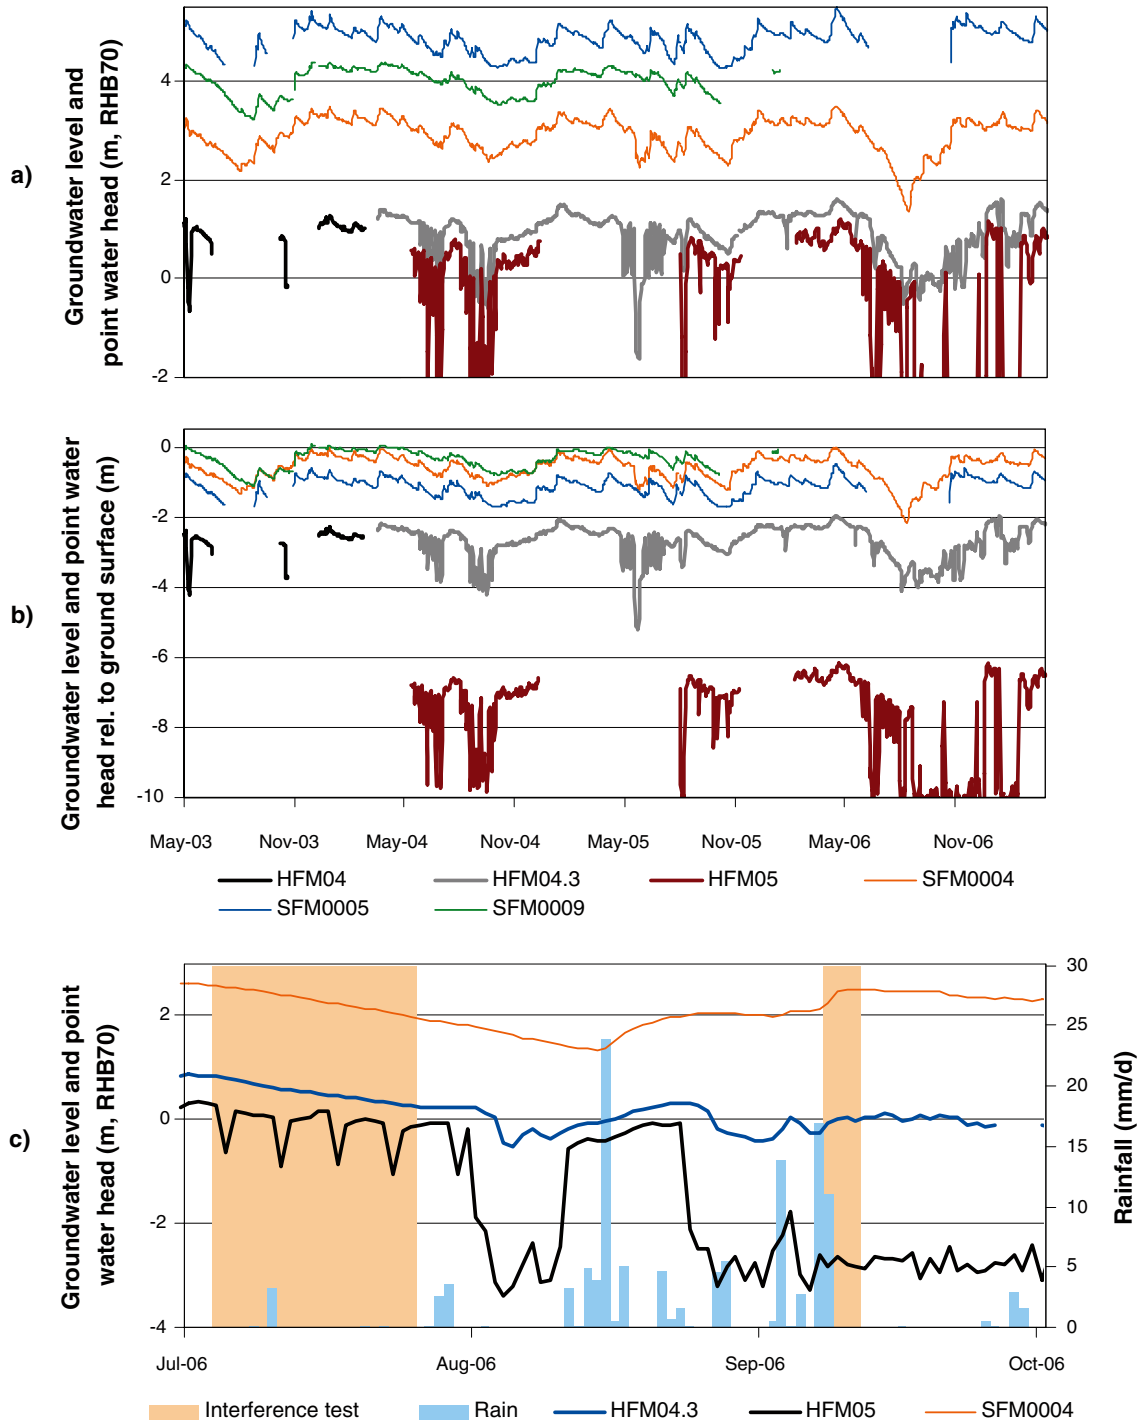 a)
Groundwater level and
point water head (m, RHB70)
4
2
0
-2
b)
Groundwater level and point water
head rel. to ground surface (m)
0
-2
-4
-6
-8
-10
May-03 Nov-03 May-04 Nov-04 May-05 Nov-05 May-06 Nov-06
HFM04 HFM04.3 HFM05 SFM0004
SFM0005 SFM0009
c)
Groundwater level and point
water head (m, RHB70)
2
0
-2
-4
30
25
20
15
10
5
0
Rainfall (mm/d)
Jul-06 Aug-06 Sep-06 Oct-06
Interference test Rain HFM04.3 HFM05 SFM0004